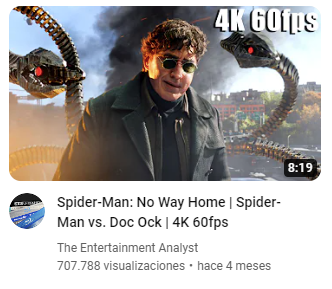 4K 60fps
8:19
Spider-Man: No Way Home | Spider-
Man vs. Doc Ock | 4K 60fps
The Entertainment Analyst
707.788 visualizaciones • hace 4 meses